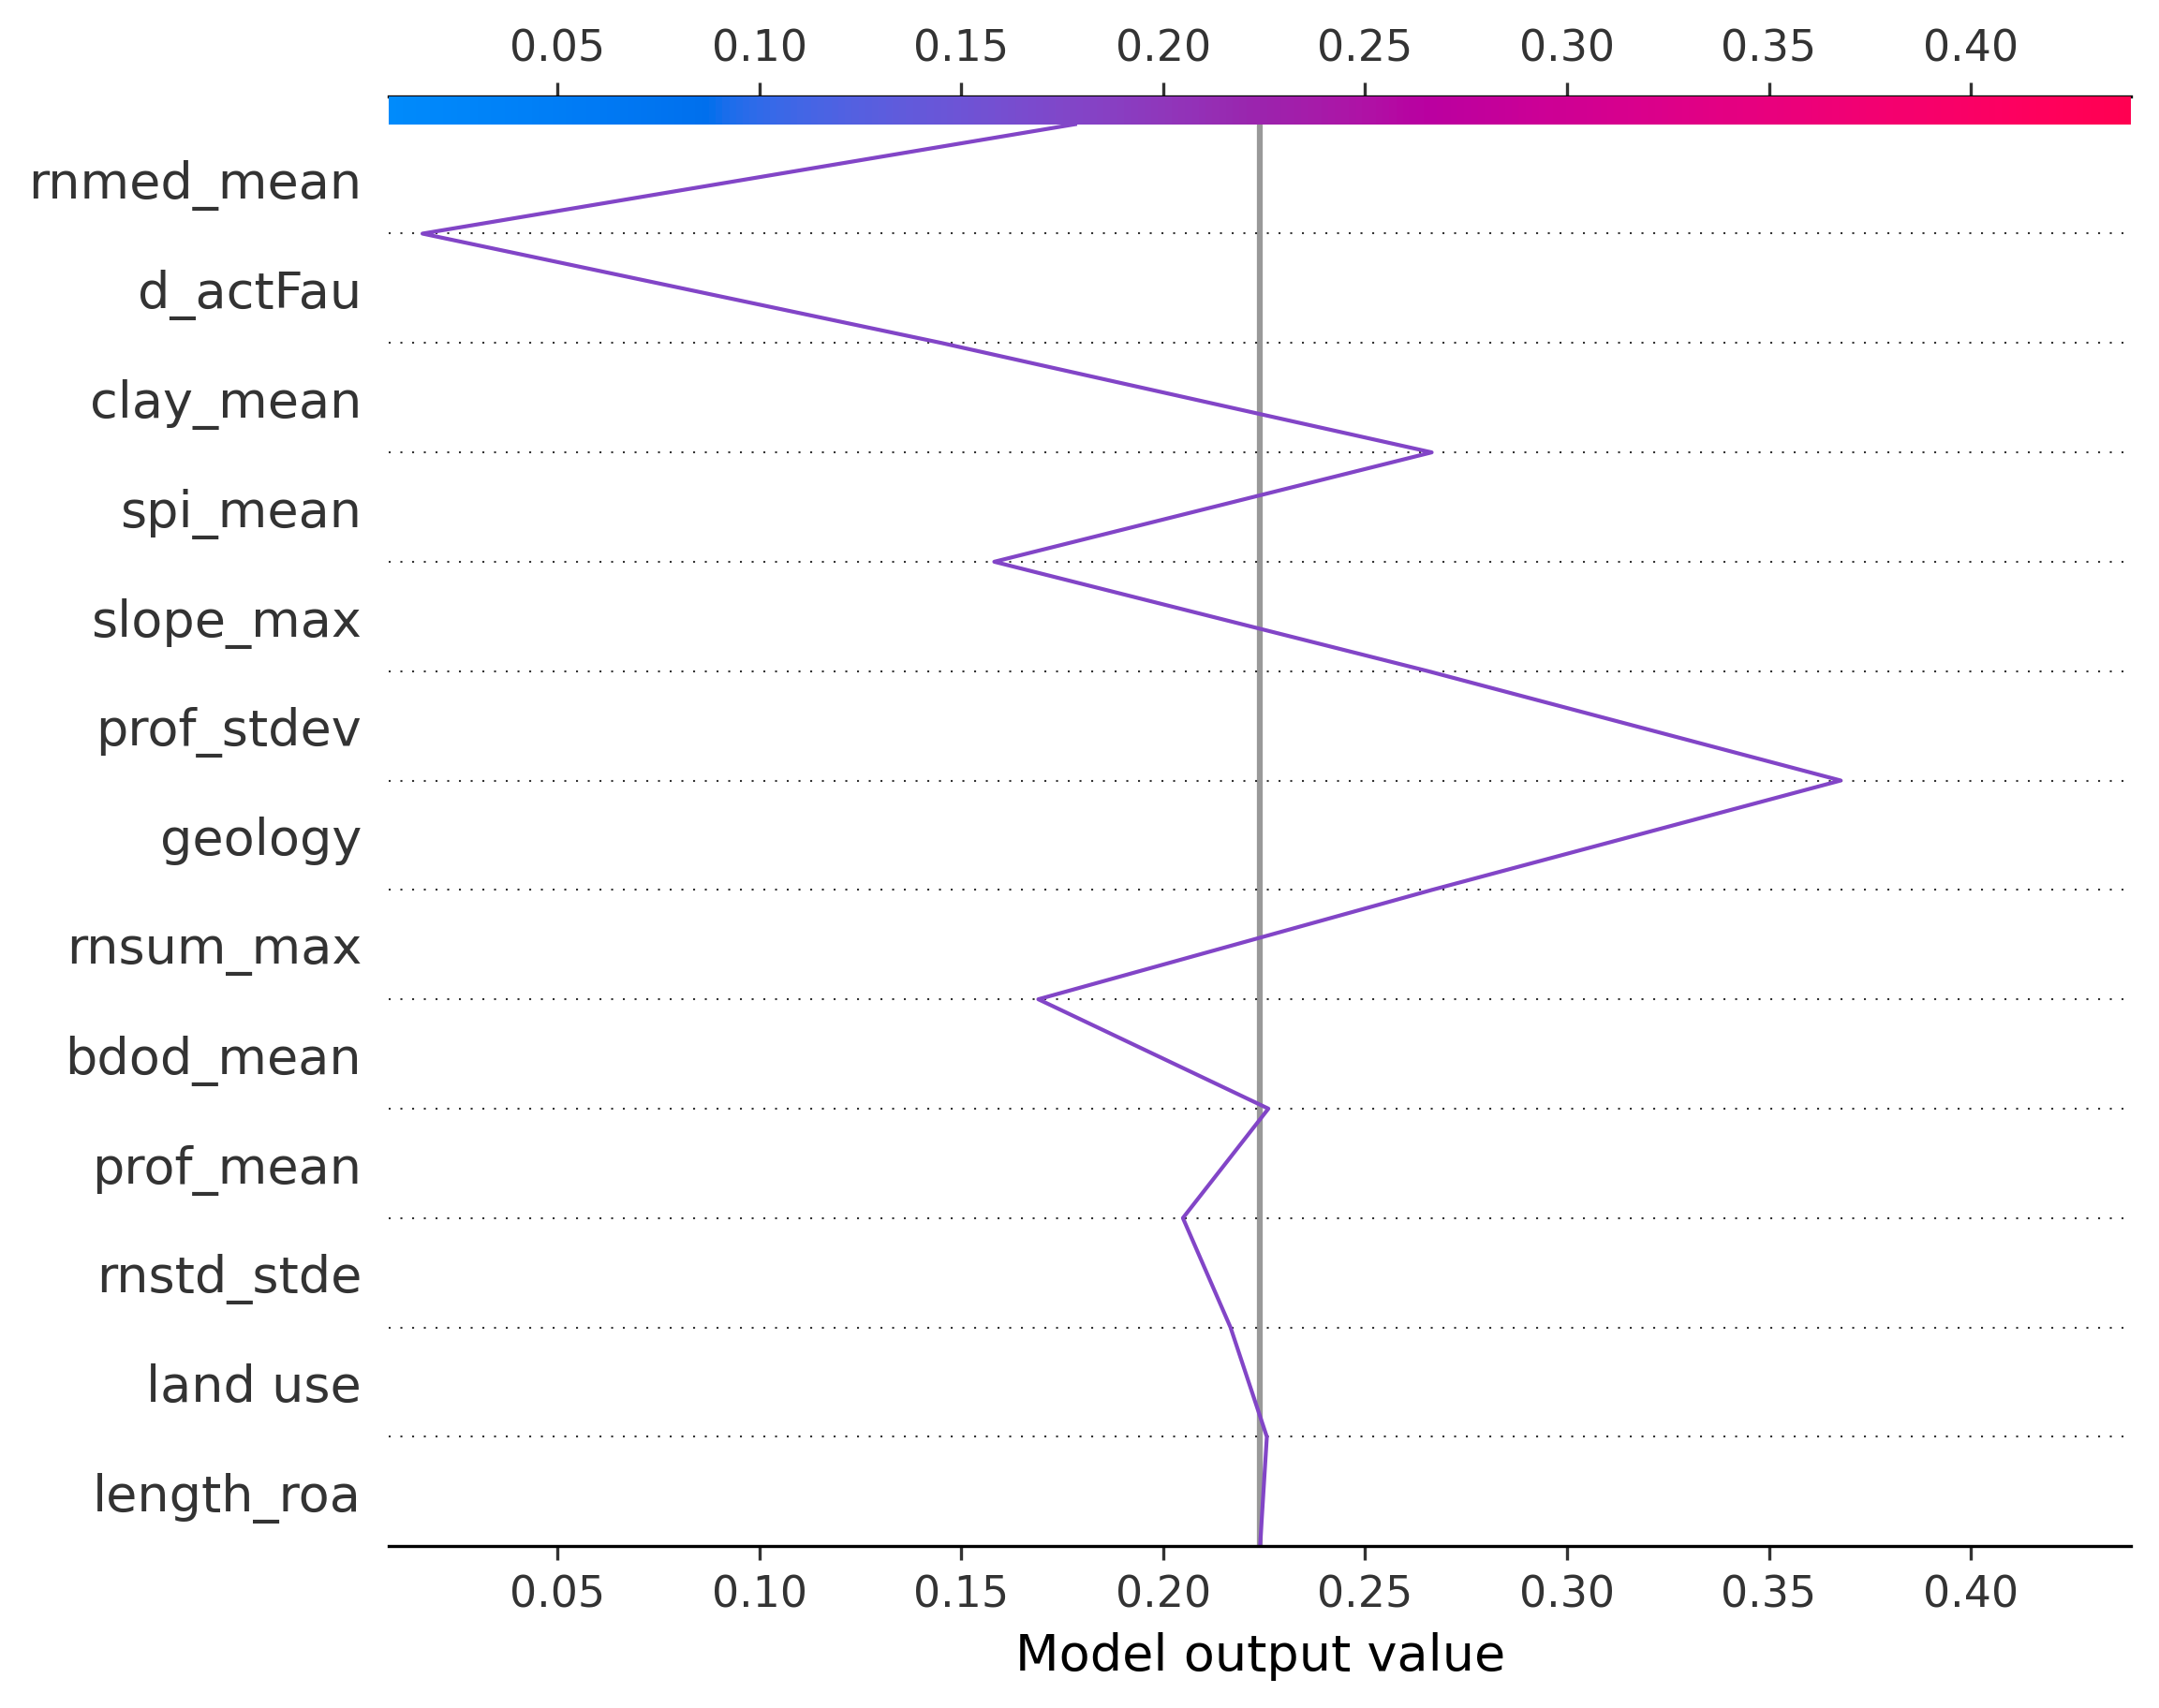 0.05 0.10 0.15 0.20 0.25 0.30 0.35 0.40
rnmed_mean
d_actFau
clay_mean
spi_mean
slope_max
prof_stdev
geology
rnsum_max
bdod_mean
prof_mean
rnstd_stde
land use
length_roa
0.05 0.10 0.15 0.20 0.25 0.30 0.35 0.40
Model output value